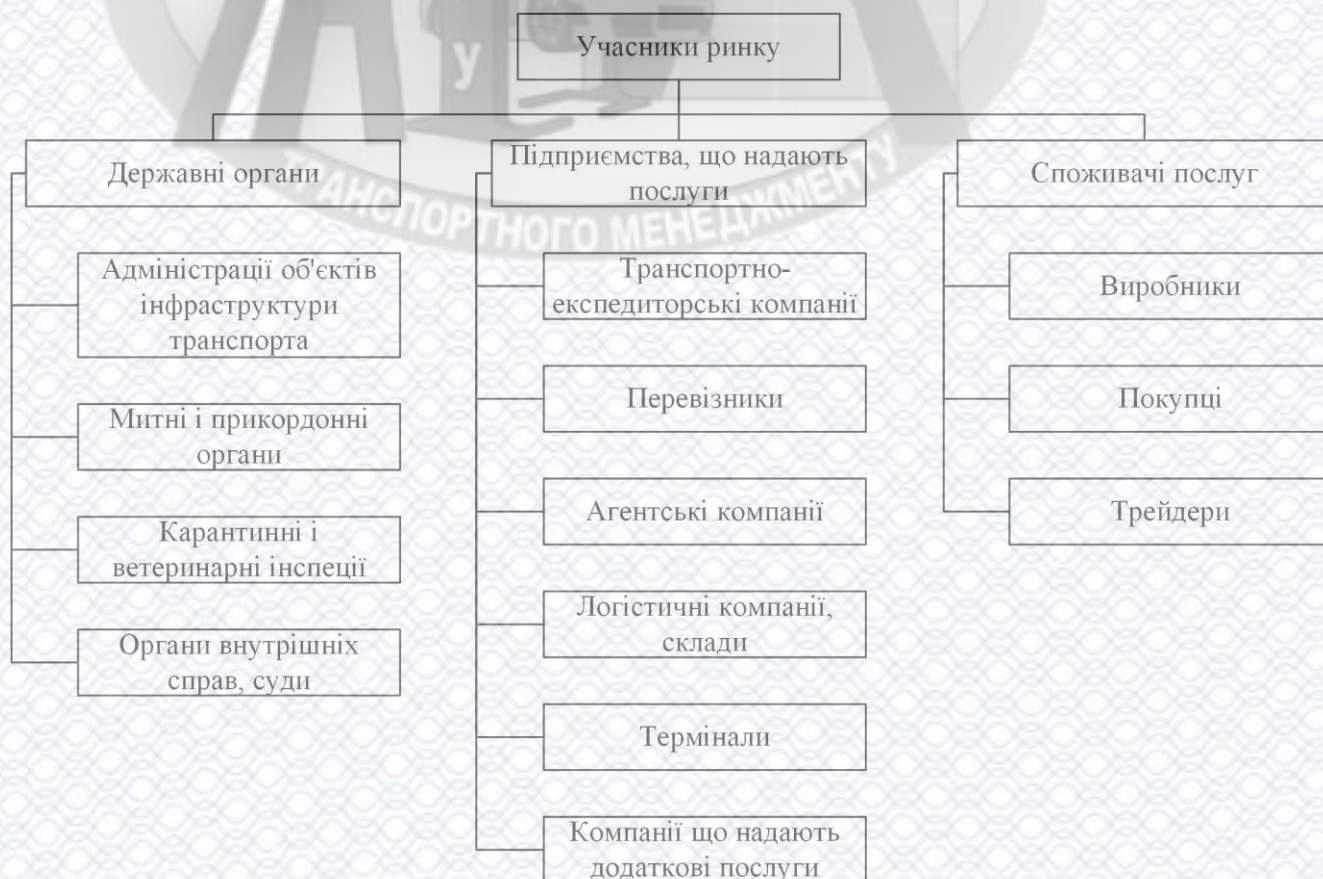 Учасники ринку
У
ТРАНСПОРТНОГО МЕНЕДЖМЕНТУ
Державні органи
Адміністрації об'єктів
інфраструктури
транспорта
Митні і прикордонні
органи
Карантинні і
ветеринарні інспеції
Органи внутрішніх
справ, суди
Підприємства, що надають
послуги
Транспортно-
експедиторські компанії
Перевізники
Агентські компанії
Логістичні компанії,
склади
Термінали
Компанії що надають
додаткові послуги
Споживачі послуг
Виробники
Покупці
Трейдери